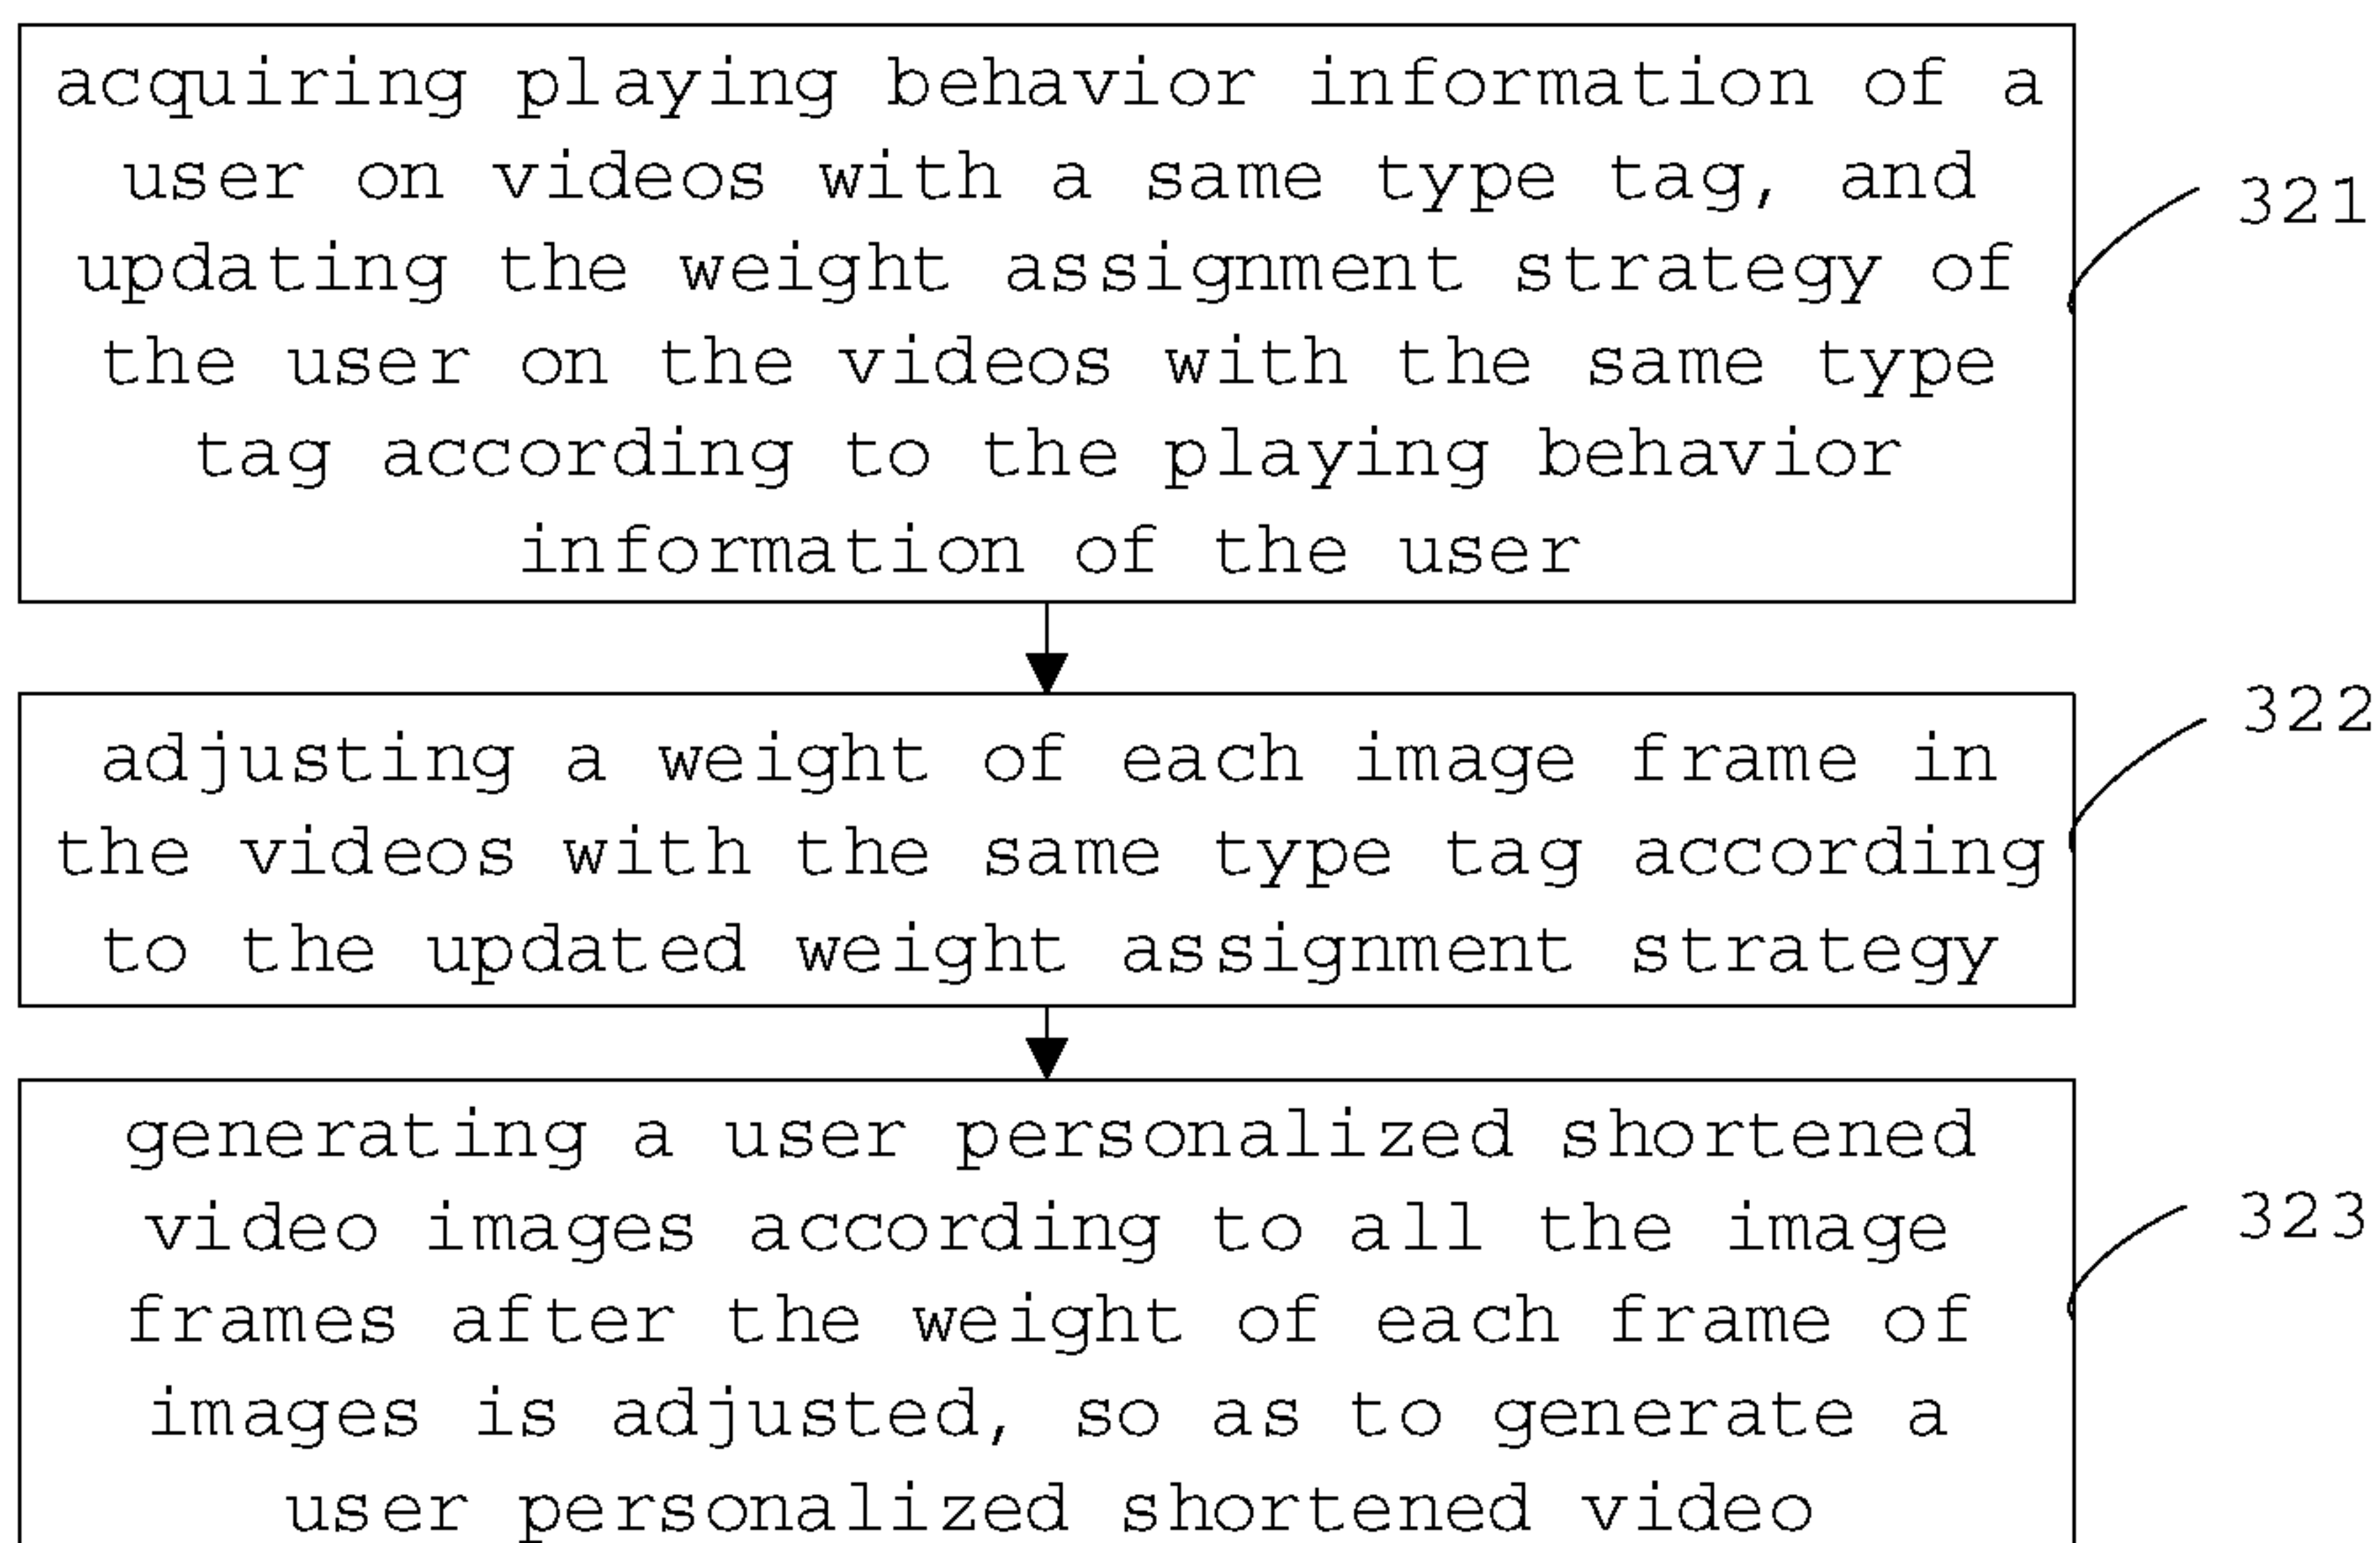 acquiring playing behavior information of a
user on videos with a same type tag, and
updating the weight assignment strategy of
the user on the videos with the same type
tag according to the playing behavior
information of the user
321
adjusting a weight of each image frame in
the videos with the same type tag according
to the updated weight assignment strategy
322
generating a user personalized shortened
video images according to all the image
frames after the weight of each frame of
images is adjusted, so as to generate a
user personalized shortened video
323